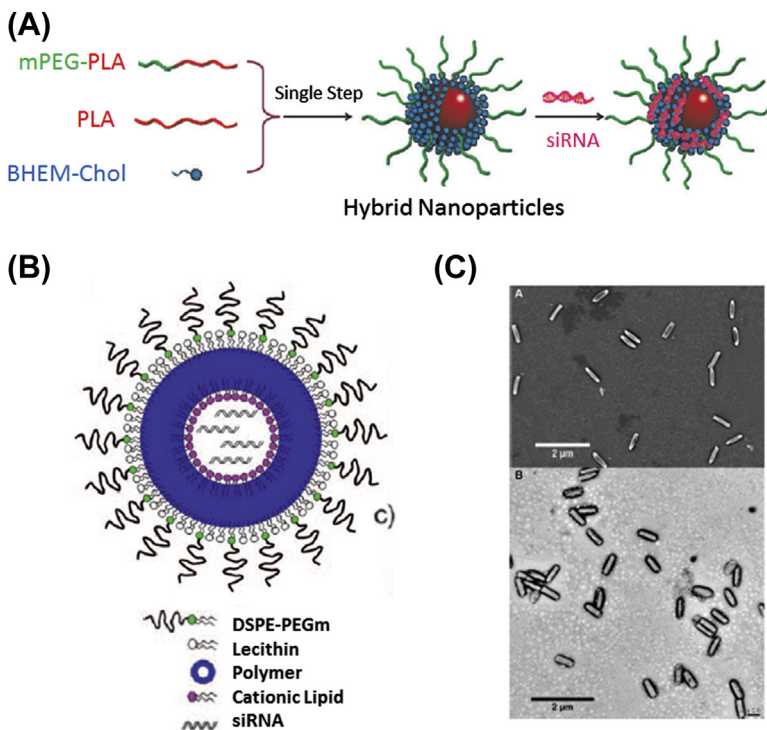 (A)
mPEG-PLA
PLA
BHEM-Chol
Single Step
siRNA
Hybrid Nanoparticles
(B)
c)
DSPE-PEGm
Lecithin
Polymer
Cationic Lipid
siRNA
(C)
A
2 μm
B
2 μm